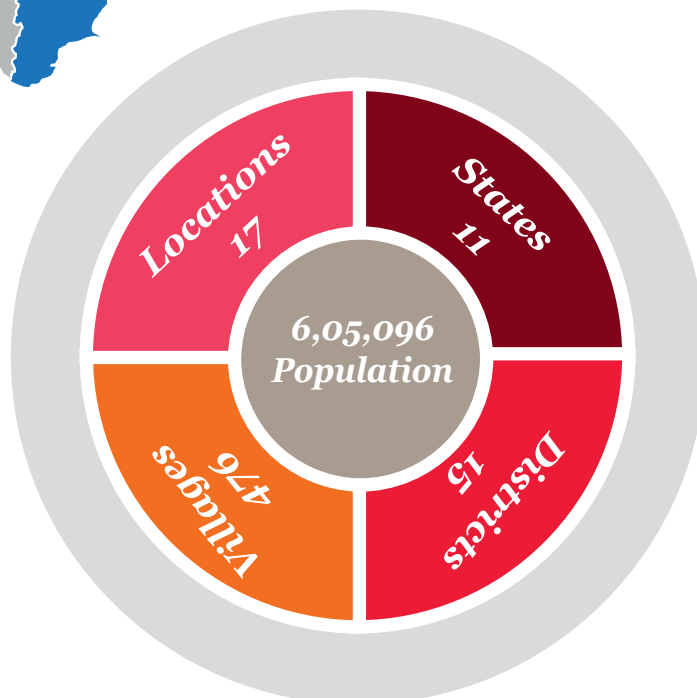 Locations
17
States
11
6,05,096
Population
Villages
476
Districts
15